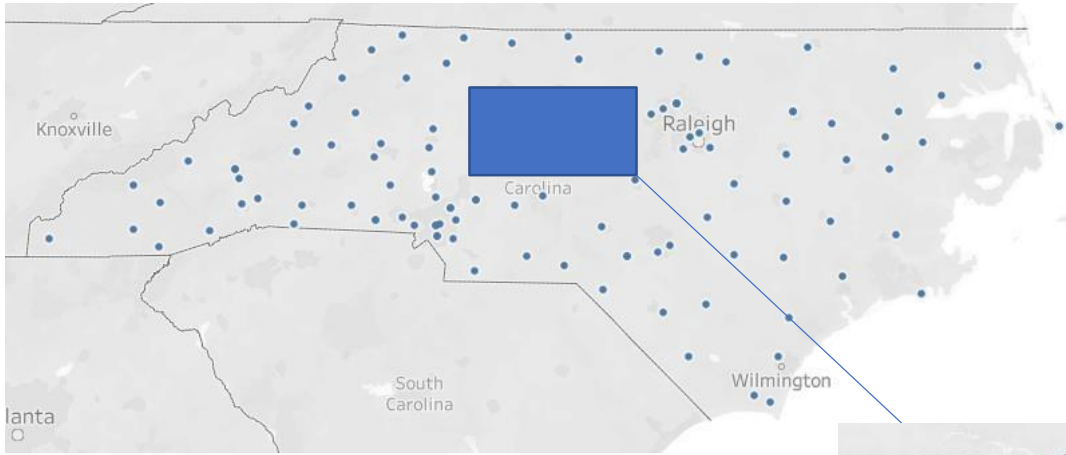 Knoxville
Raleigh
Carolina
South
Carolina
Wilmington
lanta